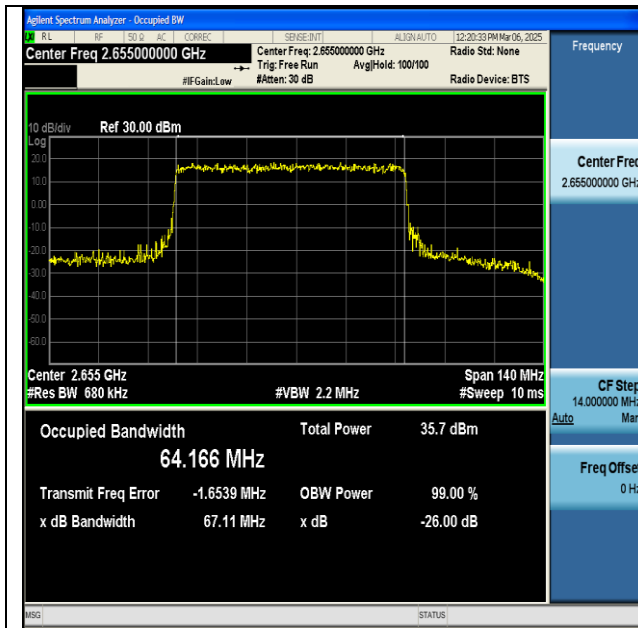 Agilent Spectrum Analyzer - Occupied BW
RL RF 50 Ω AC CORREC SENSE:INT ALIGN AUTO 12:20:33 PM Mar 06, 2025
Center Freq 2.655000000 GHz
Center Freq: 2.655000000 GHz Radio Std: None
Trig: Free Run Avg|Hold: 100/100
#IFGain:Low #Atten: 30 dB Radio Device: BTS
Frequency
10 dB/div Ref 30.00 dBm
Log
20.0
10.0
0.00
-10.0
-20.0
-30.0
-40.0
-50.0
-60.0
Center Freq
2.655000000 GHz
Center 2.655 GHz Span 140 MHz
#Res BW 680 kHz #VBW 2.2 MHz #Sweep 10 ms
CF Step
14.000000 MHz
Auto Man
Occupied Bandwidth Total Power 35.7 dBm
64.166 MHz
Transmit Freq Error -1.6539 MHz OBW Power 99.00 %
x dB Bandwidth 67.11 MHz x dB -26.00 dB
Freq Offset
0 Hz
MSG STATUS